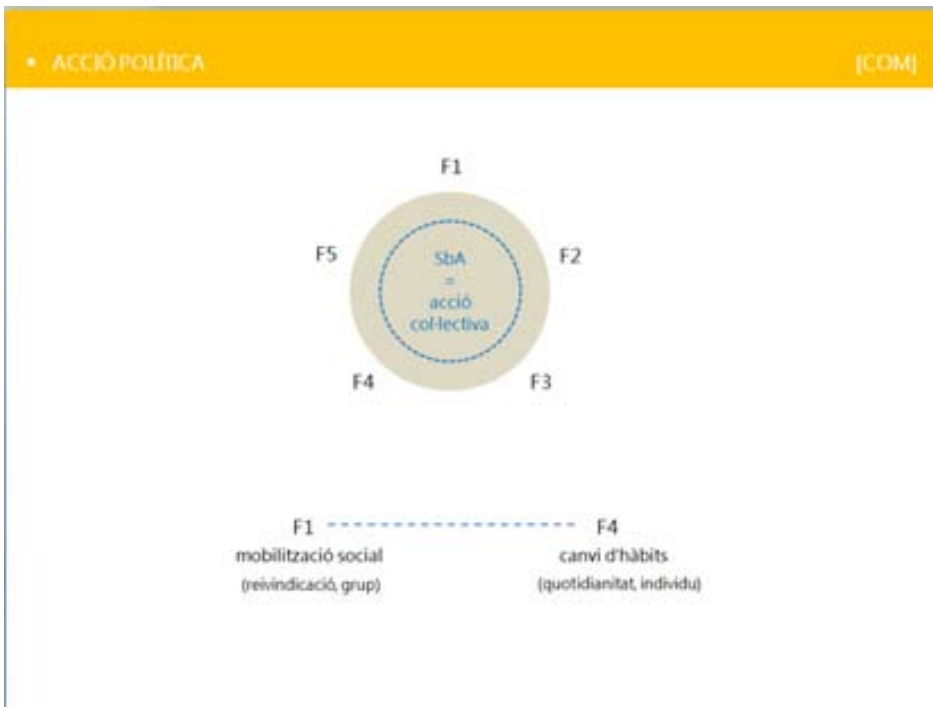 • ACCIÓ POLÍTICA [COM]
F1
F5 F2
SbA
=
acció
col·lectiva
F4 F3
F1 F4
mobilització social canvi d'hàbits
(reivindicació, grup) (quotidianitat, individu)